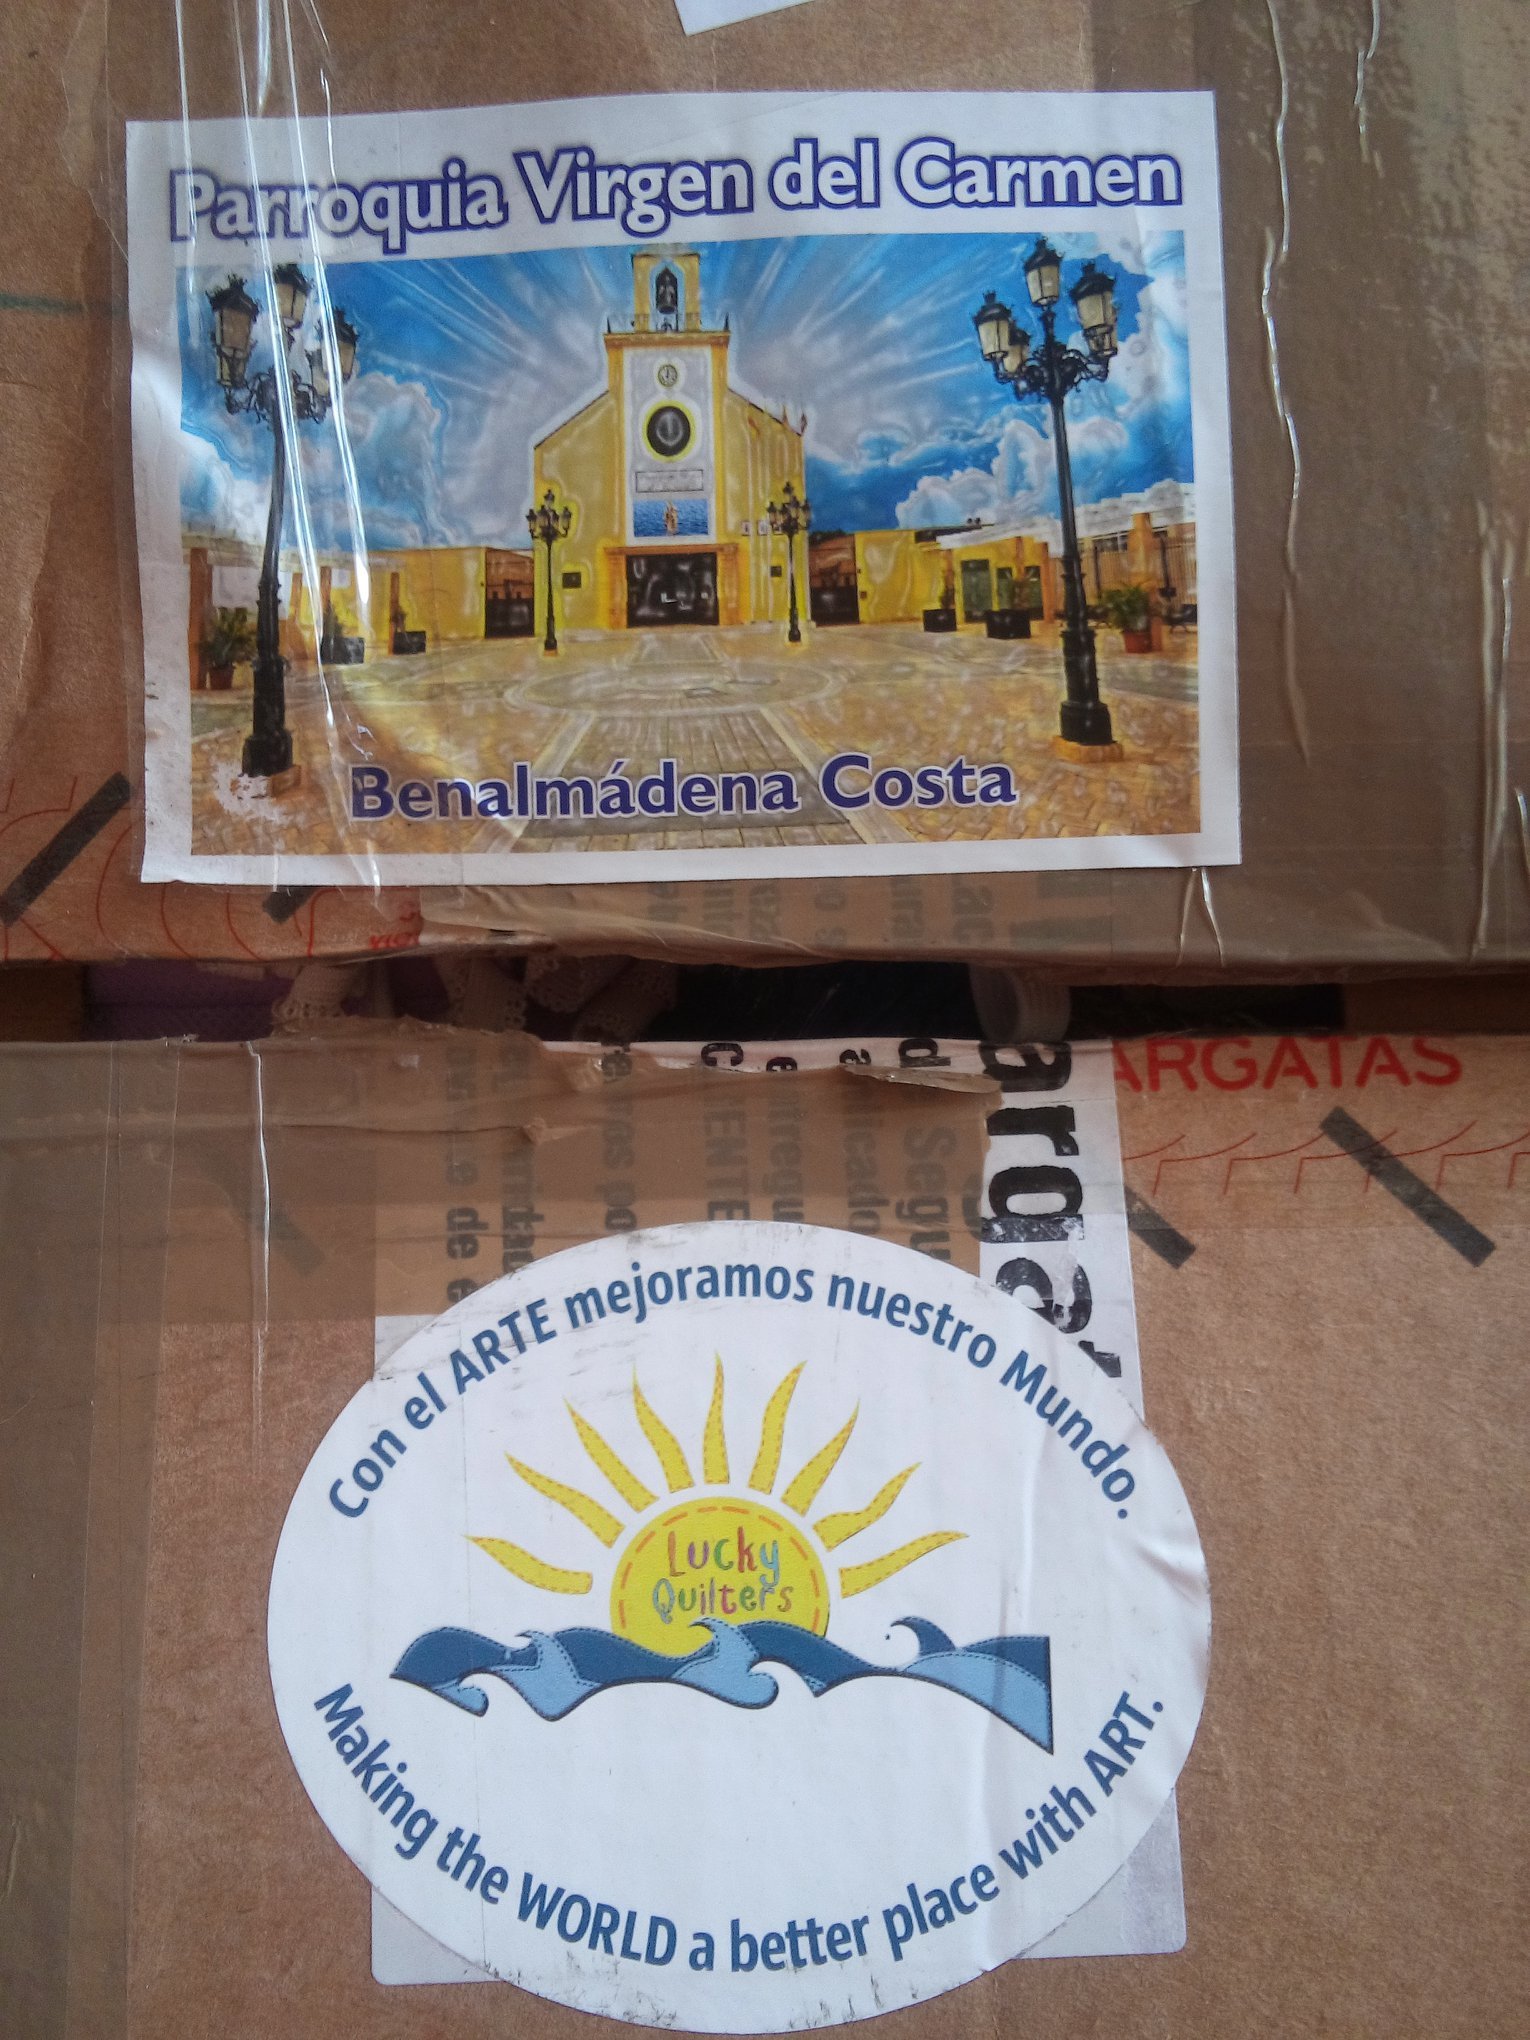 Parroquia Virgen del Carmen
Benalmádena Costa
ARGATAS
Con el ARTE mejoramos nuestro Mundo.
Lucky
Quilters
Making the WORLD a better place with ART.